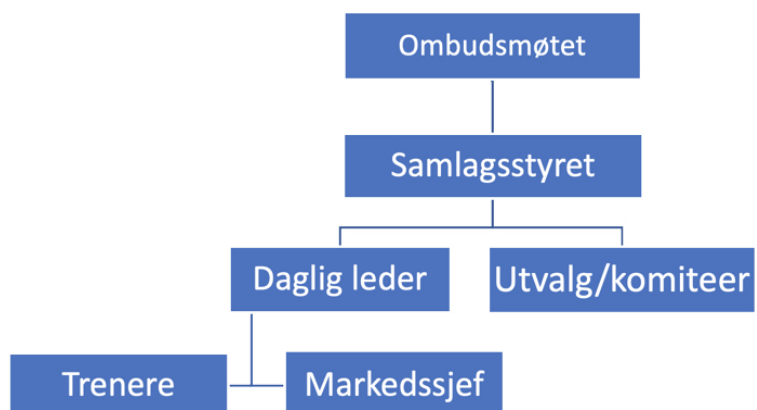 Ombudsmøtet
Samlagsstyret
Daglig leder
Utvalg/komiteer
Trenere
Markedssjef